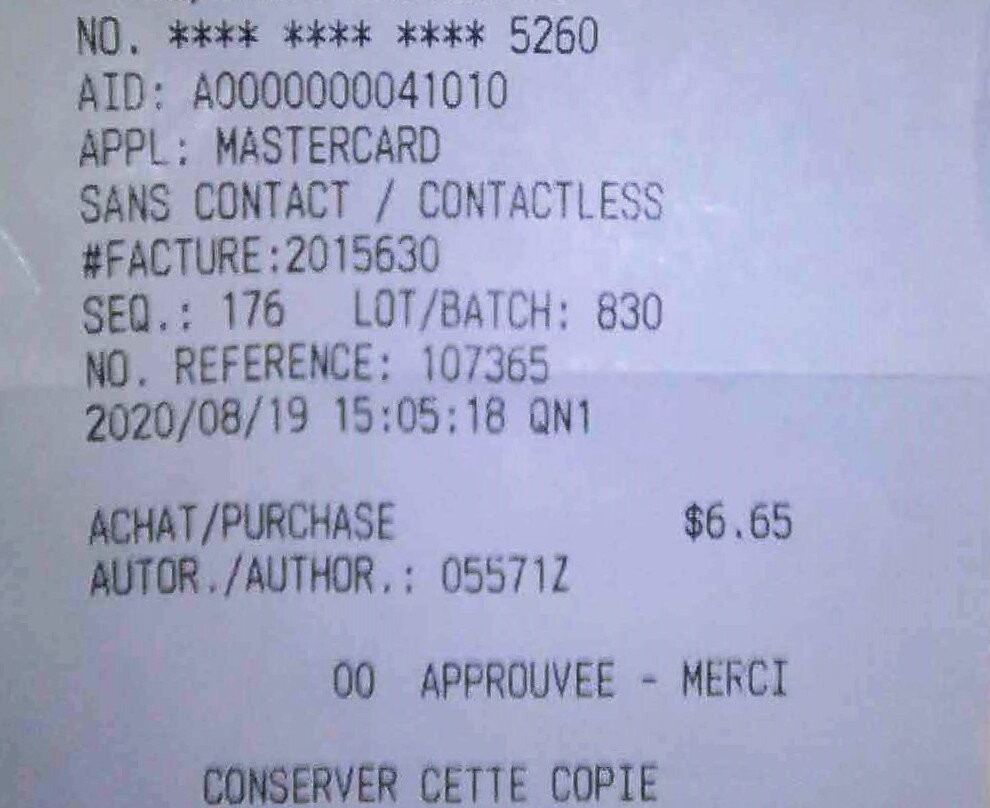 NO. **** **** **** 5260
AID: A0000000041010
APPL: MASTERCARD
SANS CONTACT / CONTACTLESS
#FACTURE:2015630
SEQ.: 176 LOT/BATCH: 830
NO. REFERENCE: 107365
2020/08/19 15:05:18 QN1
ACHAT/PURCHASE $6.65
AUTOR./AUTHOR.: 05571Z
00 APPROUVEE - MERCI
CONSERVER CETTE COPIE